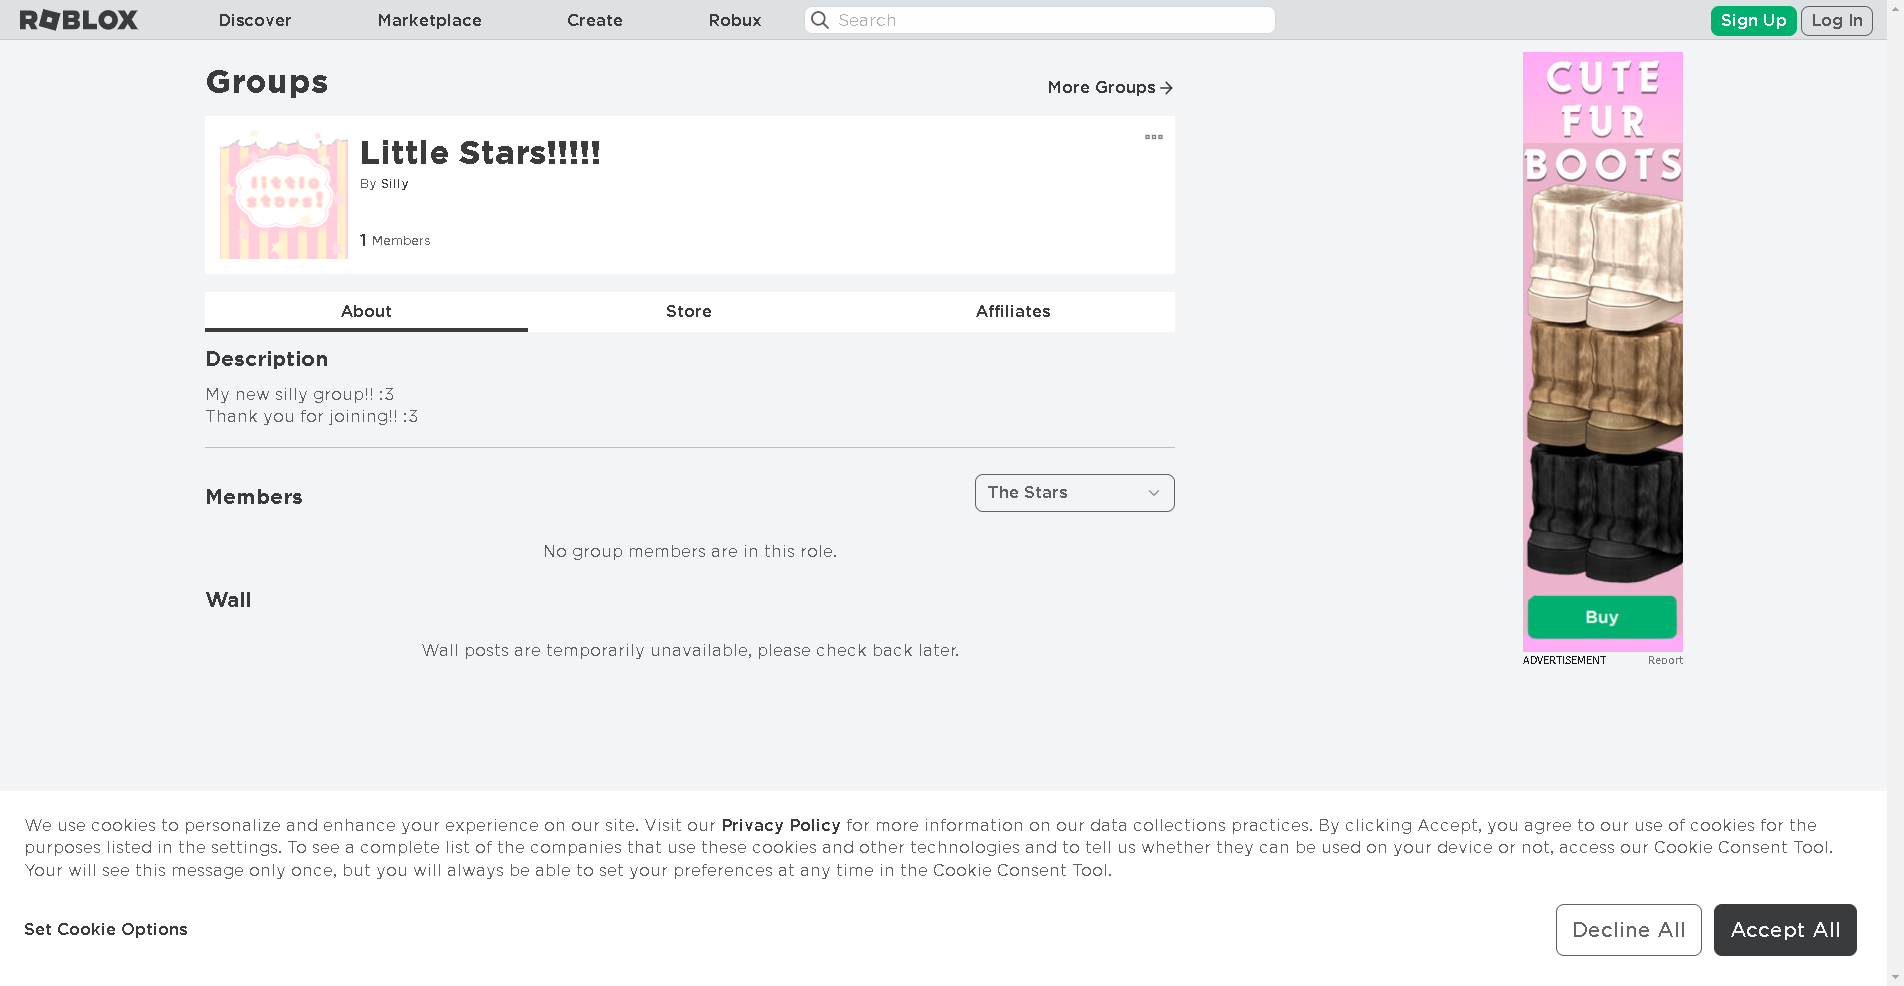 ROBLOX
Discover
Marketplace
Create
Robux
Search
Sign Up
Log In
Groups
More Groups
little
stars!
Little Stars!!!!!
By Silly
1 Members
About
Store
Affiliates
Description
My new silly group!! :3
Thank you for joining!! :3
Members
The Stars
No group members are in this role.
Wall
Wall posts are temporarily unavailable, please check back later.
CUTE
FUR
BOOTS
Buy
ADVERTISEMENT
Report
We use cookies to personalize and enhance your experience on our site. Visit our Privacy Policy for more information on our data collections practices. By clicking Accept, you agree to our use of cookies for the
purposes listed in the settings. To see a complete list of the companies that use these cookies and other technologies and to tell us whether they can be used on your device or not, access our Cookie Consent Tool.
Your will see this message only once, but you will always be able to set your preferences at any time in the Cookie Consent Tool.
Set Cookie Options
Decline All
Accept All